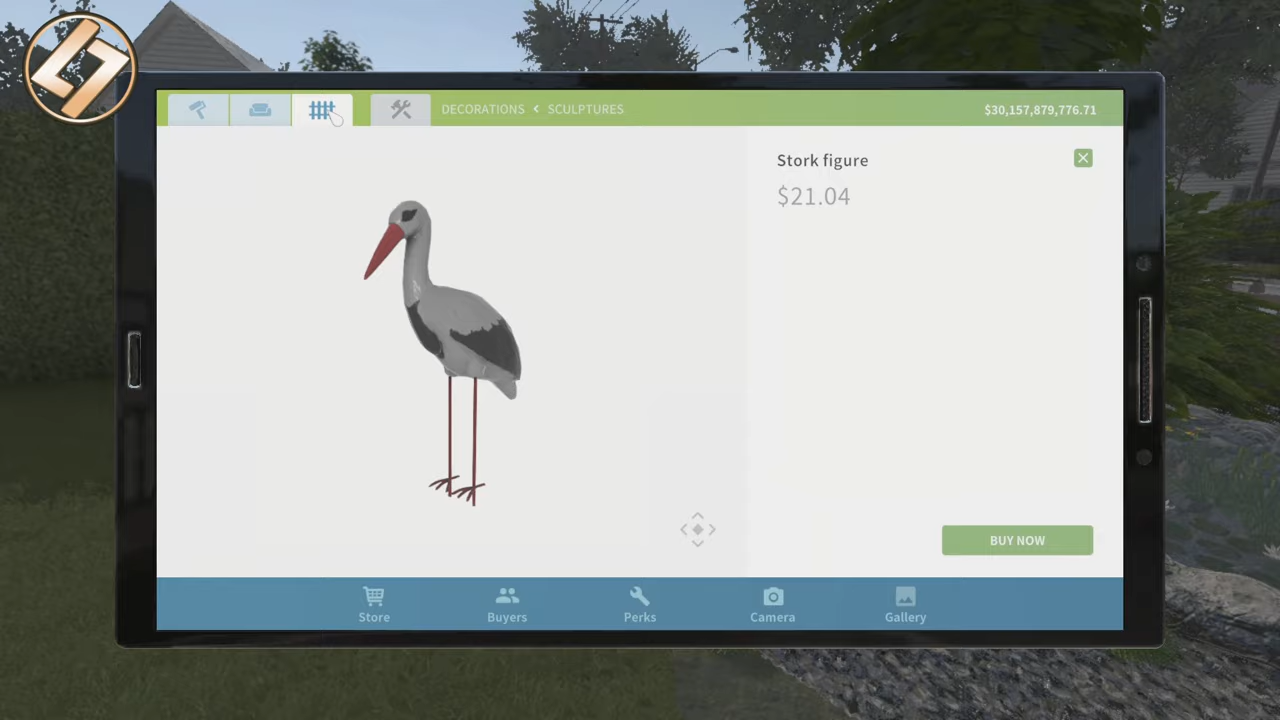 DECORATIONS < SCULPTURES
$30,157,879,776.71
Stork figure
$21.04
BUY NOW
Store
Buyers
Perks
Camera
Gallery